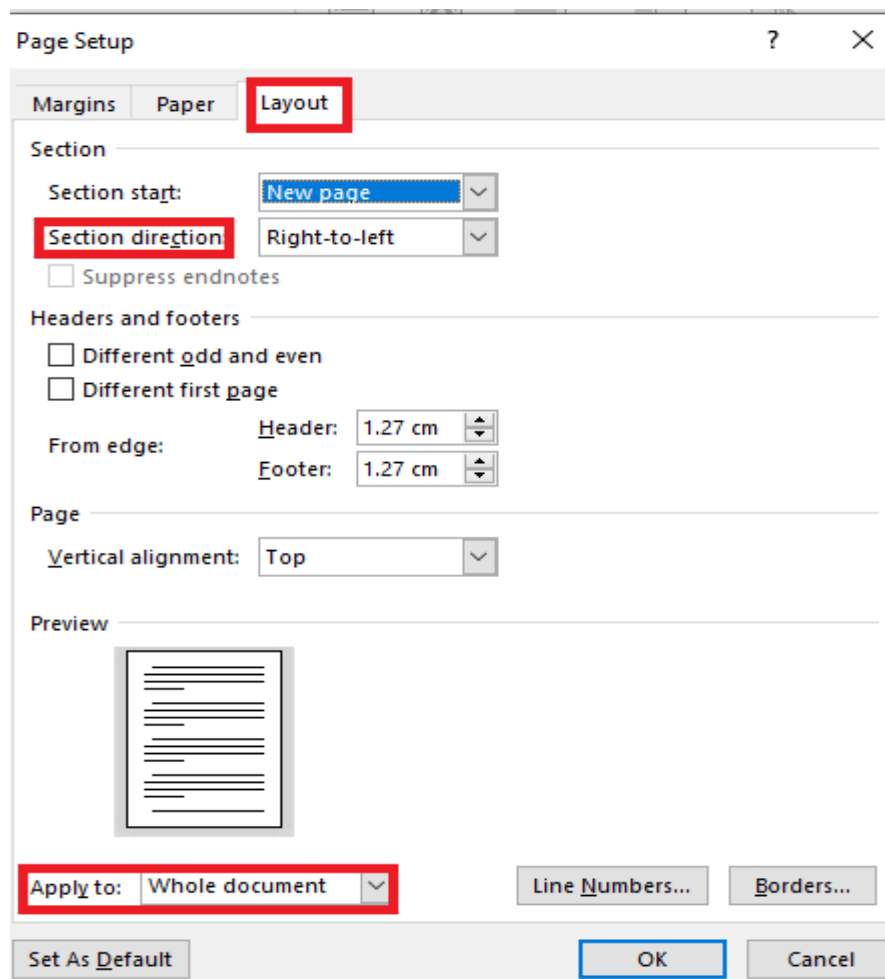 Page Setup ?
Margins Paper Layout
Section
Section start: New page
Section direction: Right-to-left
Suppress endnotes
Headers and footers
Different odd and even
Different first page
From edge:
Header: 1.27 cm
Footer: 1.27 cm
Page
Vertical alignment: Top
Preview
Apply to: Whole document Line Numbers... Borders...
Set As Default OK Cancel